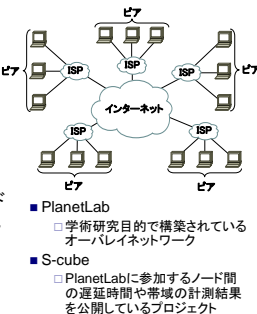 ピア
ピア
ピア
ISP
ISP
ISP
インターネット
ISP
ISP
ピア
ピア
ド
■ PlanetLab
□ 学術研究目的で構築されている
オーバレイネットワーク
■ S-cube
□ PlanetLabに参加するノード間
の遅延時間や帯域の計測結果
を公開しているプロジェクト